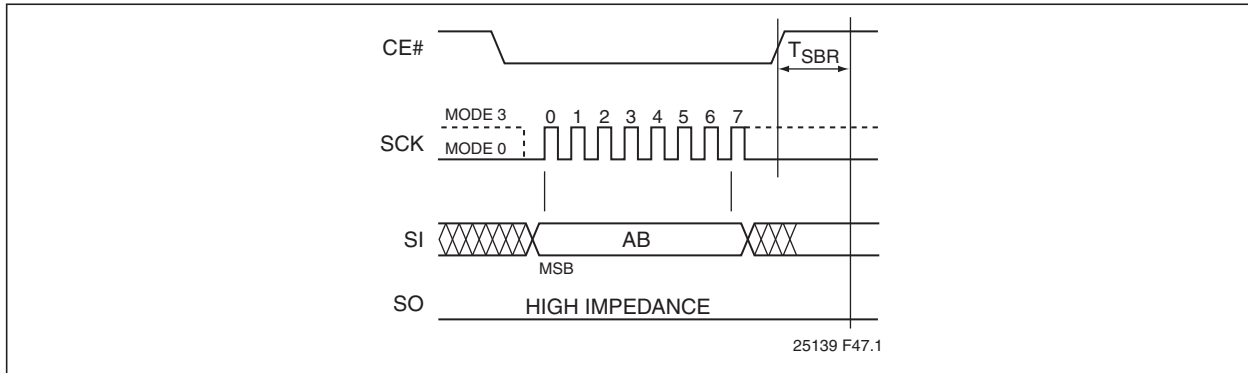 CE#
TSBR
MODE 3
0 1 2 3 4 5 6 7
SCK
MODE 0
SI
AB
MSB
SO
HIGH IMPEDANCE
25139 F47.1